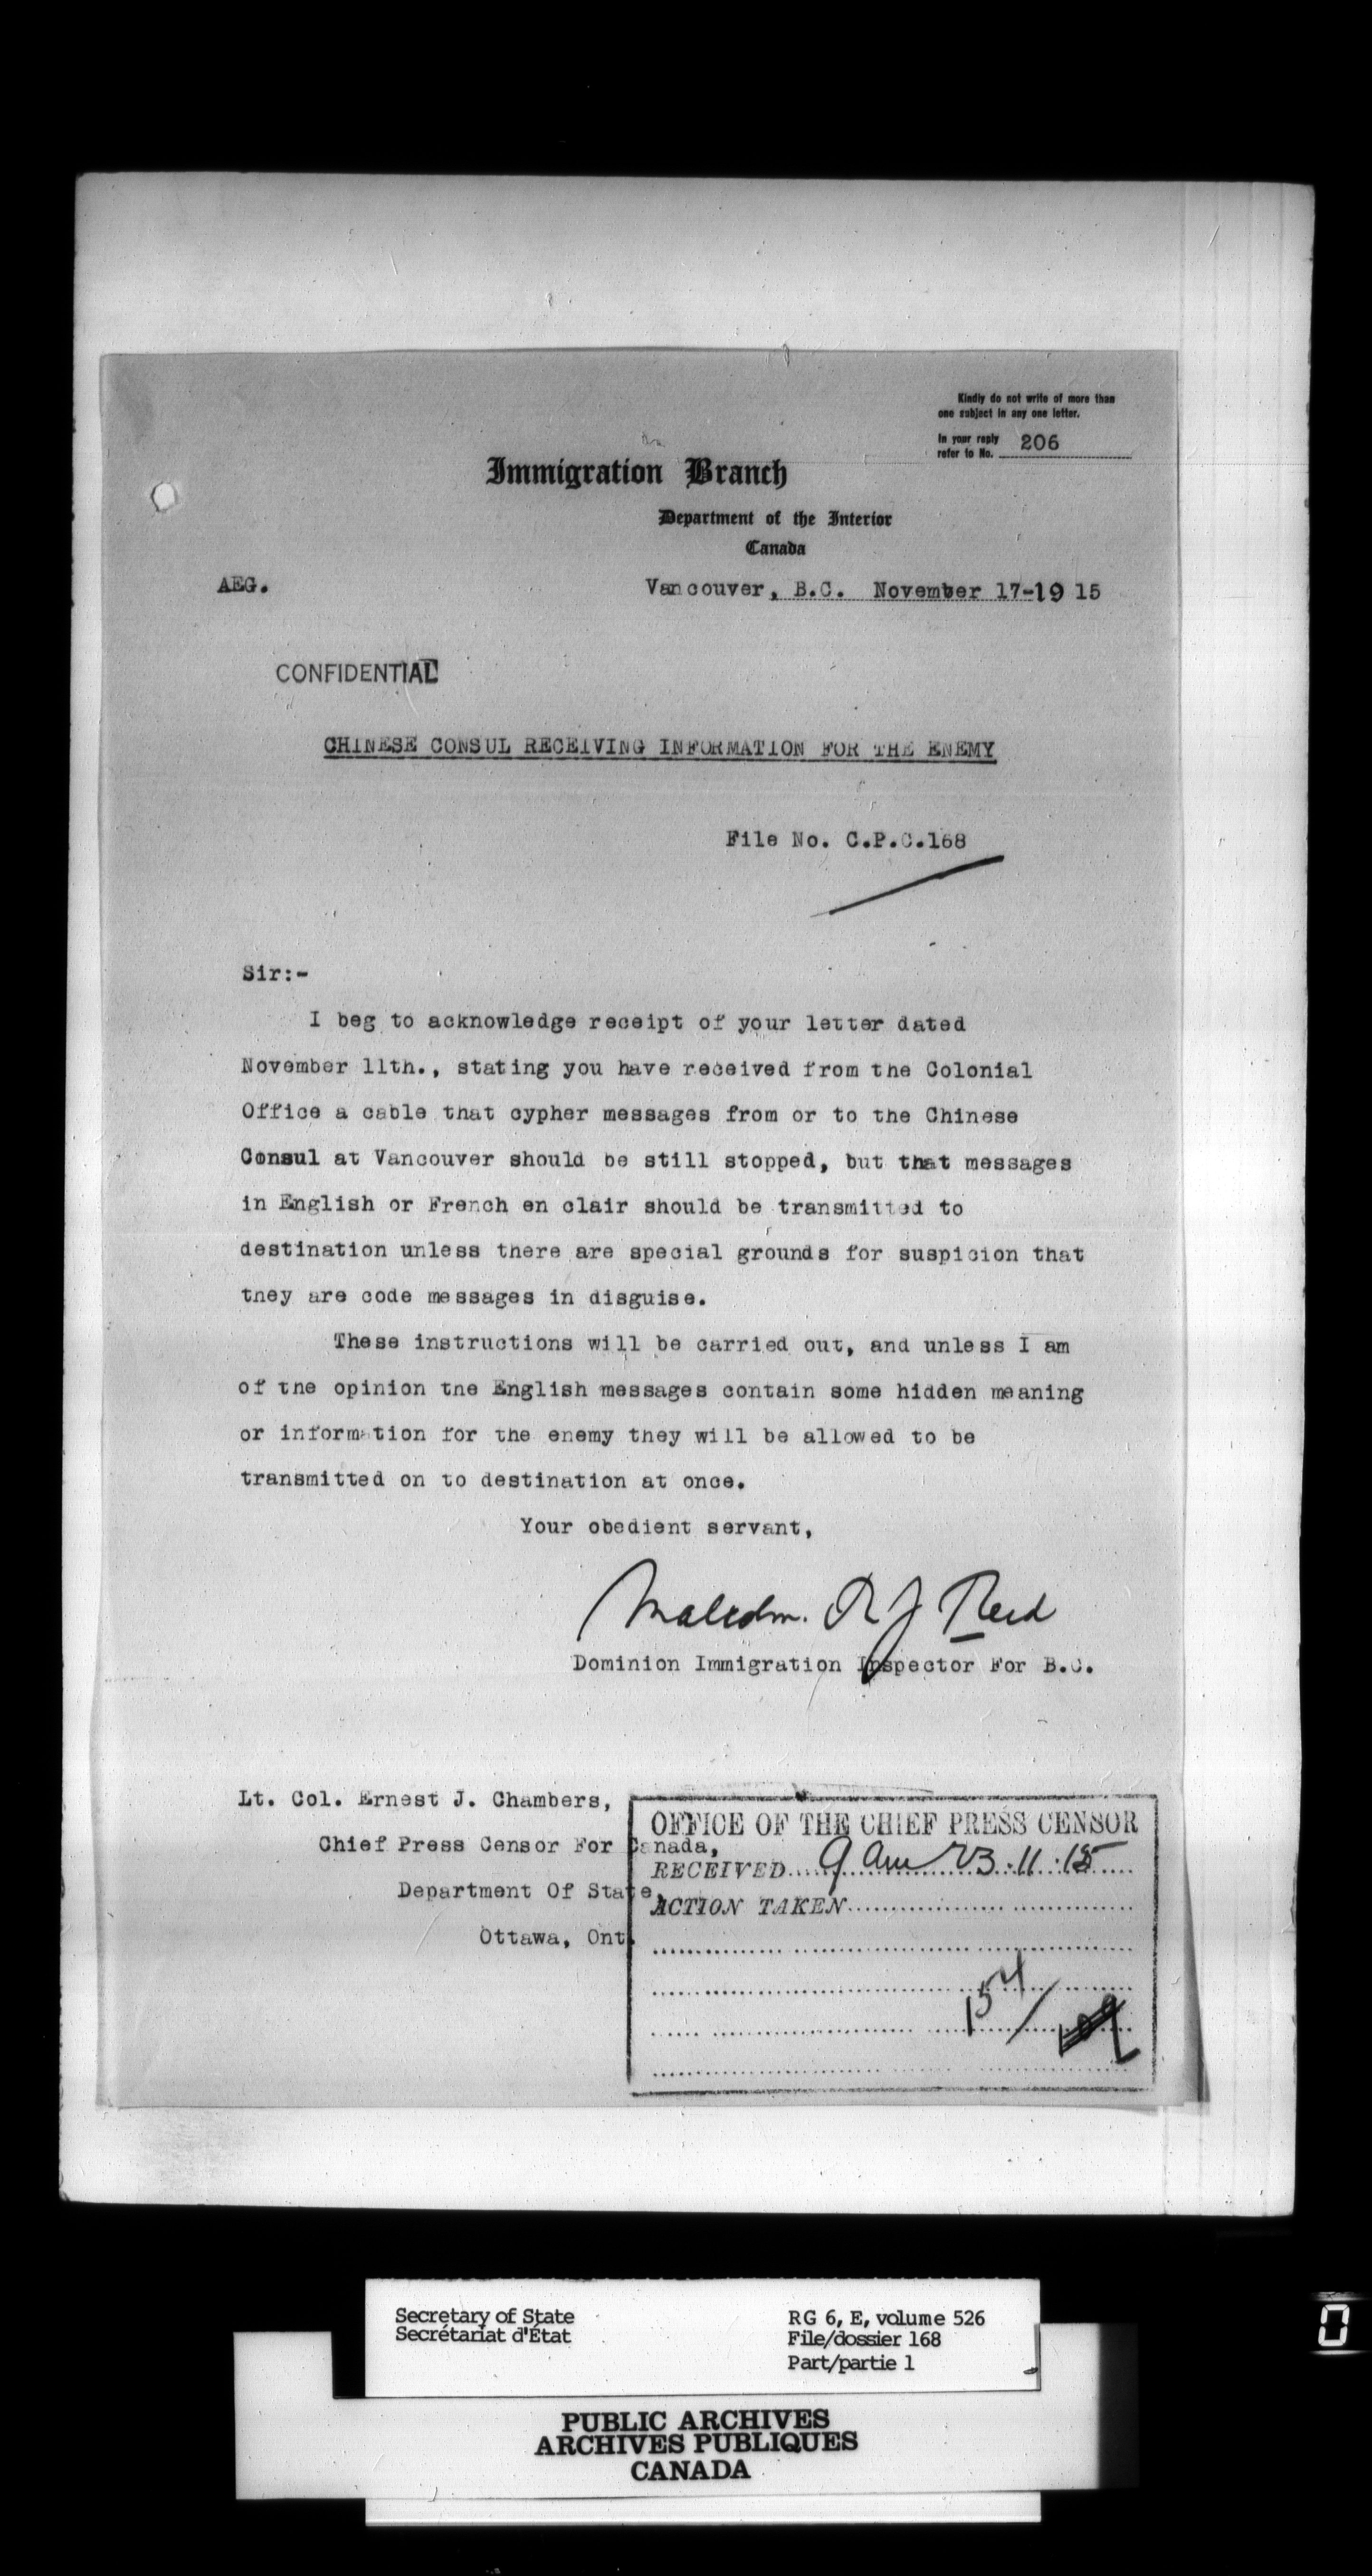 Kindly do not write of more than
one subject in any one letter.
In your reply
refer to No. 206
Immigration Branch
Department of the Interior
Canada
AEG.
Vancouver, B.C. November 17-19 15
CONFIDENTIAL
CHINESE CONSUL RECEIVING INFORMATION FOR THE ENEMY
File No. C.P.C.168
Sir:-
I beg to acknowledge receipt of your letter dated
November 11th., stating you have received from the Colonial
Office a cable that cypher messages from or to the Chinese
Consul at Vancouver should be still stopped, but that messages
in English or French en clair should be transmitted to
destination unless there are special grounds for suspicion that
they are code messages in disguise.
These instructions will be carried out, and unless I am
of the opinion the English messages contain some hidden meaning
or information for the enemy they will be allowed to be
transmitted on to destination at once.
Your obedient servant,
Malcolm. R J Reid
Dominion Immigration Inspector For B.C.
Lt. Col. Ernest J. Chambers,
Chief Press Censor For Canada,
Department Of State,
Ottawa, Ont.
OFFICE OF THE CHIEF PRESS CENSOR
RECEIVED 9 am 23.11.15
ACTION TAKEN
154/
Secretary of State
Secrétariat d'État
RG 6, E, volume 526
File/dossier 168
Part/partie 1
PUBLIC ARCHIVES
ARCHIVES PUBLIQUES
CANADA
0